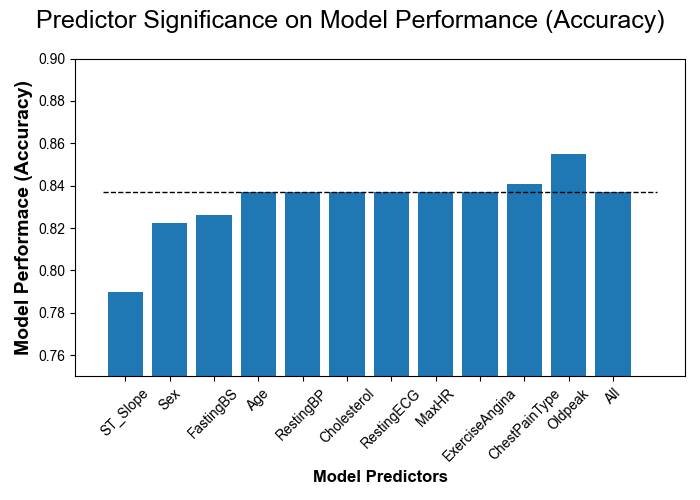 Predictor Significance on Model Performance (Accuracy)
Model Performace (Accuracy)
0.90
0.88
0.86
0.84
0.82
0.80
0.78
0.76
ST_Slope
Sex
FastingBS
Age
RestingBP
Cholesterol
RestingECG
MaxHR
ExerciseAngina
ChestPainType
Oldpeak
All
Model Predictors